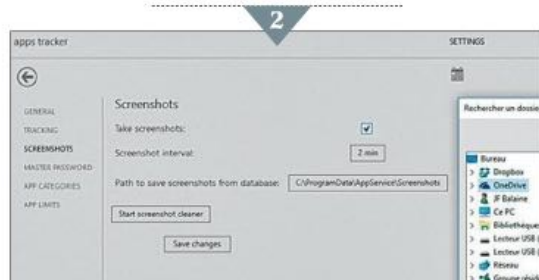 2
apps tracker
SETTINGS
Rechercher un dossier
GENERAL
TRACKING
SCREENSHOTS
MASTER PASSWORD
APP CATEGORIES
APP LIMITS
Screenshots
Take screenshots:
Screenshot interval: 2 min
Path to save screenshots from database: C:\ProgramData\AppService\Screenshots
Start screenshot cleaner
Save changes
Bureau
Dropbox
OneDrive
JF Balaine
Ce PC
Bibliothèques
Lecteur USB (
Lecteur USB (
Réseau
Groupe résid